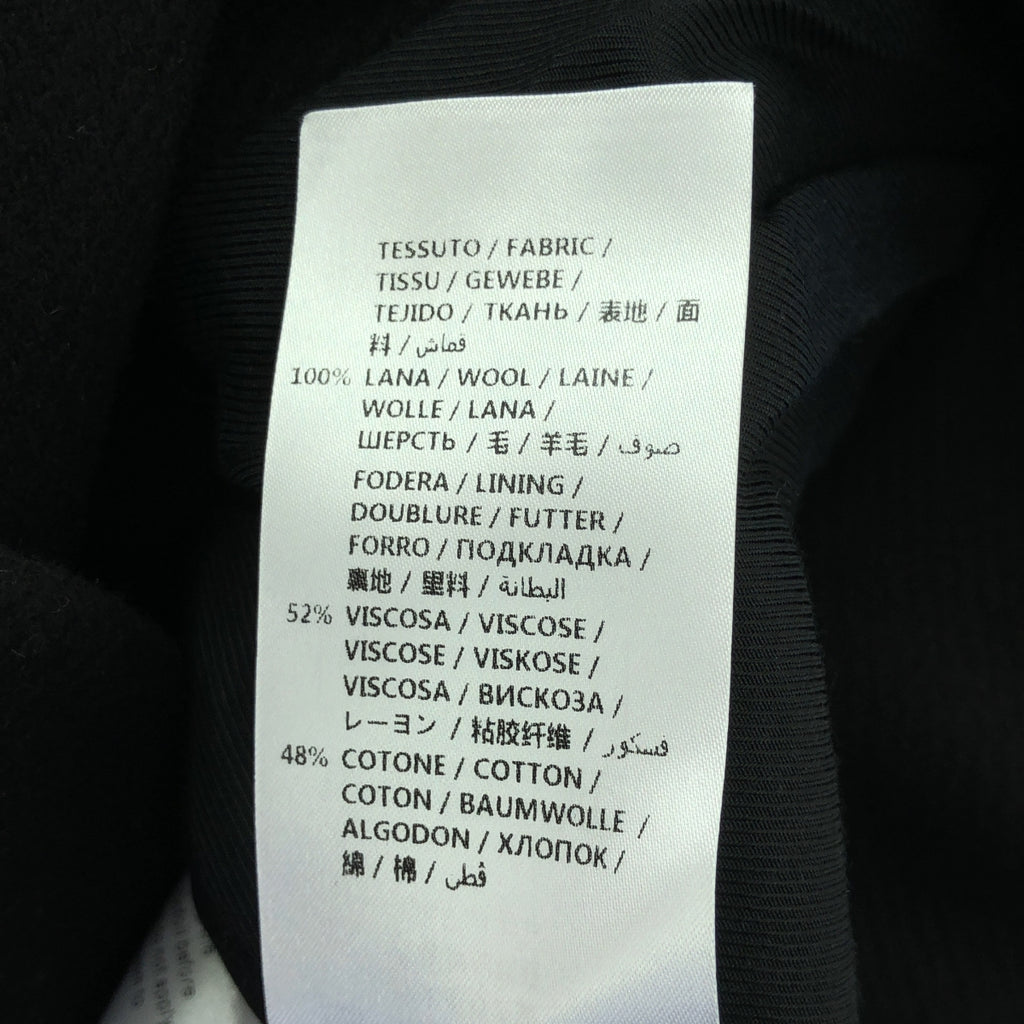 TESSUTO / FABRIC /
TISSU / GEWEBE /
TEJIDO / ТКАНЬ / 表地 / 面
料 / قماش
100% LANA / WOOL / LAINE /
WOLLE / LANA /
ШЕРСТЬ / 毛 / 羊毛 / صوف
FODERA / LINING /
DOUBLURE / FUTTER /
FORRO / ПОДКЛАДКА /
裏地 / 里料 / البطانة
52% VISCOSA / VISCOSE /
VISCOSE / VISKOSE /
VISCOSA / ВИСКОЗА /
レーヨン / 粘胶纤维 / فسكور
48% COTONE / COTTON /
COTON / BAUMWOLLE /
ALGODON / ХЛОПОК /
綿 / 棉 / قطن
before